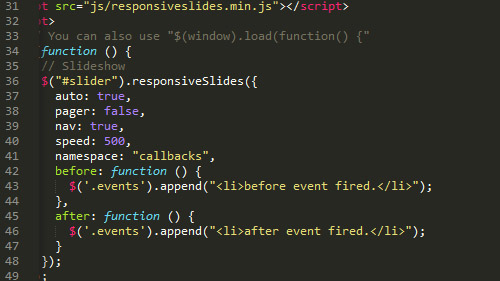 31 t src="js/responsiveslides.min.js"></script>
32 t>
33 You can also use "$(window).load(function() {"
34 function () {
35 // Slideshow
36 $("#slider").responsiveSlides({
37 auto: true,
38 pager: false,
39 nav: true,
40 speed: 500,
41 namespace: "callbacks",
42 before: function () {
43 $('.events').append("<li>before event fired.</li>");
44 },
45 after: function () {
46 $('.events').append("<li>after event fired.</li>");
47 }
48 });
49 ;